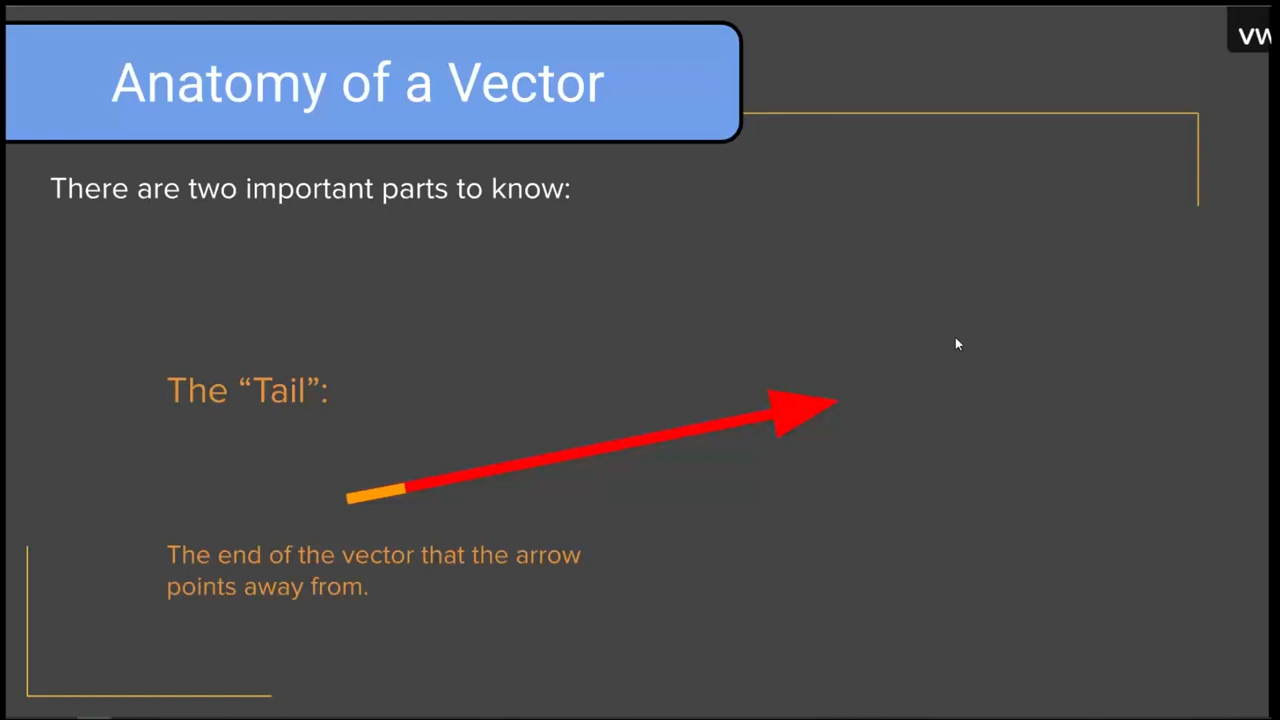 Anatomy of a Vector
There are two important parts to know:
The “Tail”:
The end of the vector that the arrow
points away from.